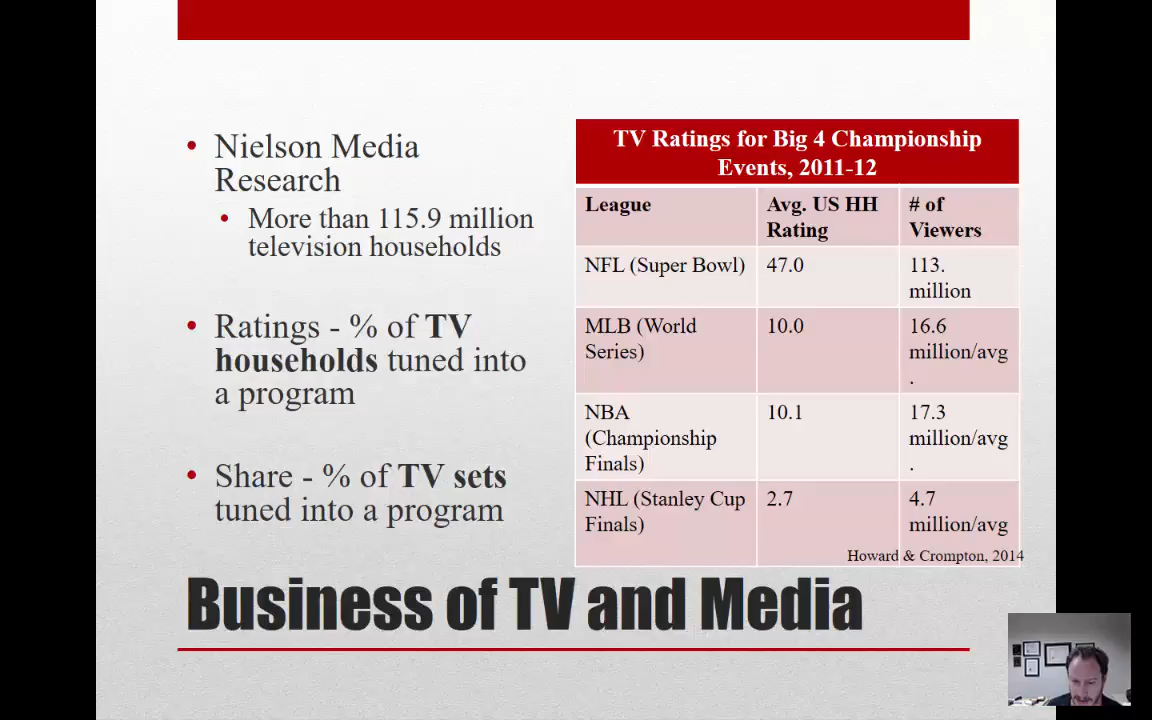 • Nielson Media
Research
• More than 115.9 million
television households
• Ratings - % of TV
households tuned into
a program
• Share - % of TV sets
tuned into a program
TV Ratings for Big 4 Championship
Events, 2011-12
League
Avg. US HH
Rating
# of
Viewers
NFL (Super Bowl)
47.0
113.
million
MLB (World
Series)
10.0
16.6
million/avg
.
NBA
(Championship
Finals)
10.1
17.3
million/avg
.
NHL (Stanley Cup
Finals)
2.7
4.7
million/avg
Howard & Crompton, 2014
Business of TV and Media